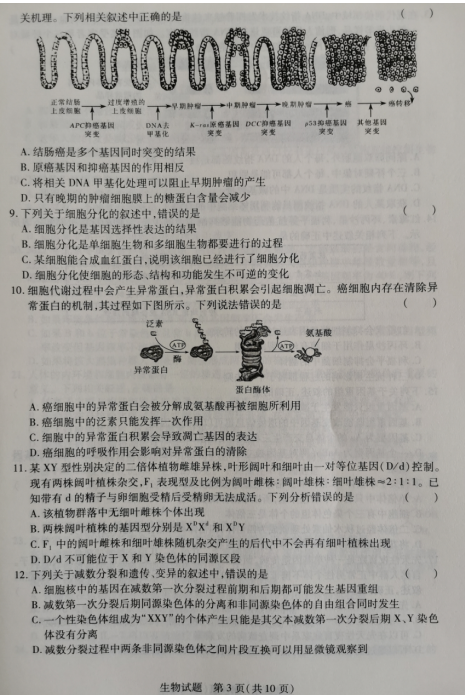 关机理。下列相关叙述中正确的是 (  )
正常结肠上皮细胞 过度增殖的上皮细胞 早期肿瘤 中期肿瘤 晚期肿瘤 癌 癌转移
APC抑癌基因突变 DNA去甲基化 K-ras原癌基因突变 DCC抑癌基因突变 p53抑癌基因突变 其他基因突变
A. 结肠癌是多个基因同时突变的结果
B. 原癌基因和抑癌基因的作用相反
C. 将相关 DNA 甲基化处理可以阻止早期肿瘤的产生
D. 只有晚期的肿瘤细胞膜上的糖蛋白含量会减少
9. 下列关于细胞分化的叙述中,错误的是 (  )
A. 细胞分化是基因选择性表达的结果
B. 细胞分化是单细胞生物和多细胞生物都要进行的过程
C. 某细胞能合成血红蛋白,说明该细胞已经进行了细胞分化
D. 细胞分化使细胞的形态、结构和功能发生不可逆的变化
10. 细胞代谢过程中会产生异常蛋白,异常蛋白积累会引起细胞凋亡。癌细胞内存在清除异
常蛋白的机制,其过程如下图所示。下列说法错误的是 (  )
泛素 氨基酸
ATP ATP
酶
异常蛋白
蛋白酶体
A. 癌细胞中的异常蛋白会被分解成氨基酸再被细胞所利用
B. 癌细胞中的泛素只能发挥一次作用
C. 细胞中的异常蛋白积累会导致凋亡基因的表达
D. 癌细胞的呼吸作用会影响对异常蛋白的清除
11. 某 XY 型性别决定的二倍体植物雌雄异株,叶形阔叶和细叶由一对等位基因(D/d)控制。
现有两株阔叶植株杂交,F₁ 表现型及比例为阔叶雌株∶阔叶雄株∶细叶雄株≈2∶1∶1。已
知带有 d 的精子与卵细胞受精后受精卵无法成活。下列分析错误的是 (  )
A. 该植物群落中无细叶雌株个体出现
B. 两株阔叶植株的基因型分别是 XᴰXᵈ 和 XᴰY
C. F₁ 中的阔叶雌株和细叶雄株随机杂交产生的后代中不会再有细叶植株出现
D. D/d 不可能位于 X 和 Y 染色体的同源区段
12. 下列关于减数分裂和遗传、变异的叙述中,错误的是 (  )
A. 细胞核中的基因在减数第一次分裂过程前期和后期都可能发生基因重组
B. 减数第一次分裂后期同源染色体的分离和非同源染色体的自由组合同时发生
C. 一个性染色体组成为“XXY”的个体产生只能是其父本减数第一次分裂后期 X、Y 染色
体没有分离
D. 减数分裂过程中两条非同源染色体之间片段互换可以用显微镜观察到
生物试题 第 3 页(共 10 页)